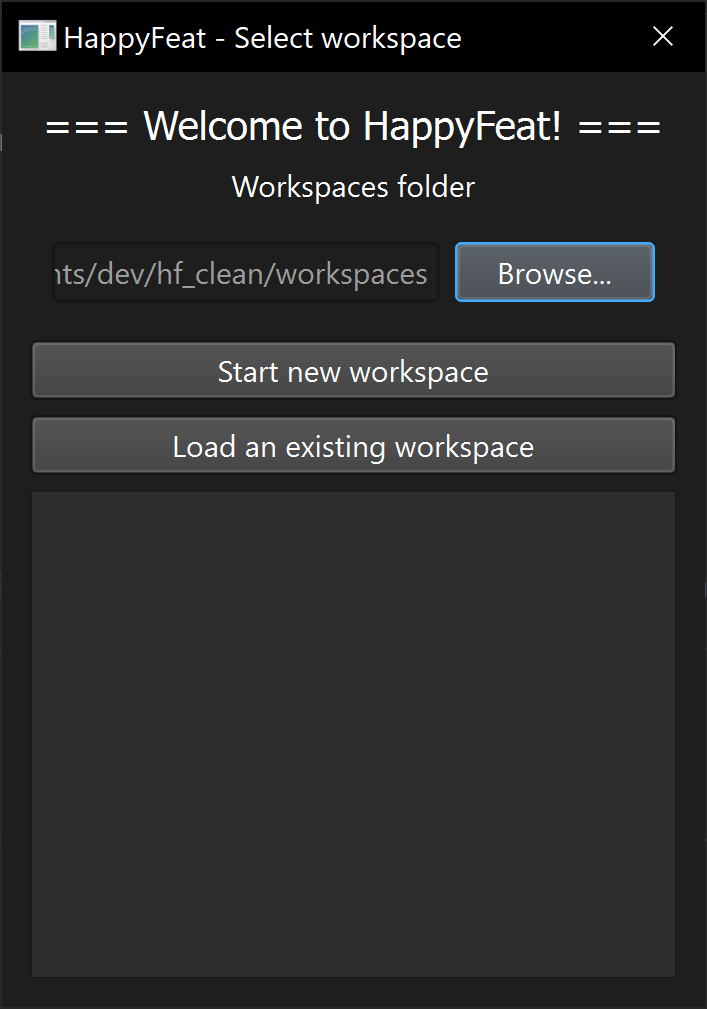 HappyFeat - Select workspace
=== Welcome to HappyFeat! ===
Workspaces folder
nts/dev/hf_clean/workspaces
Browse...
Start new workspace
Load an existing workspace